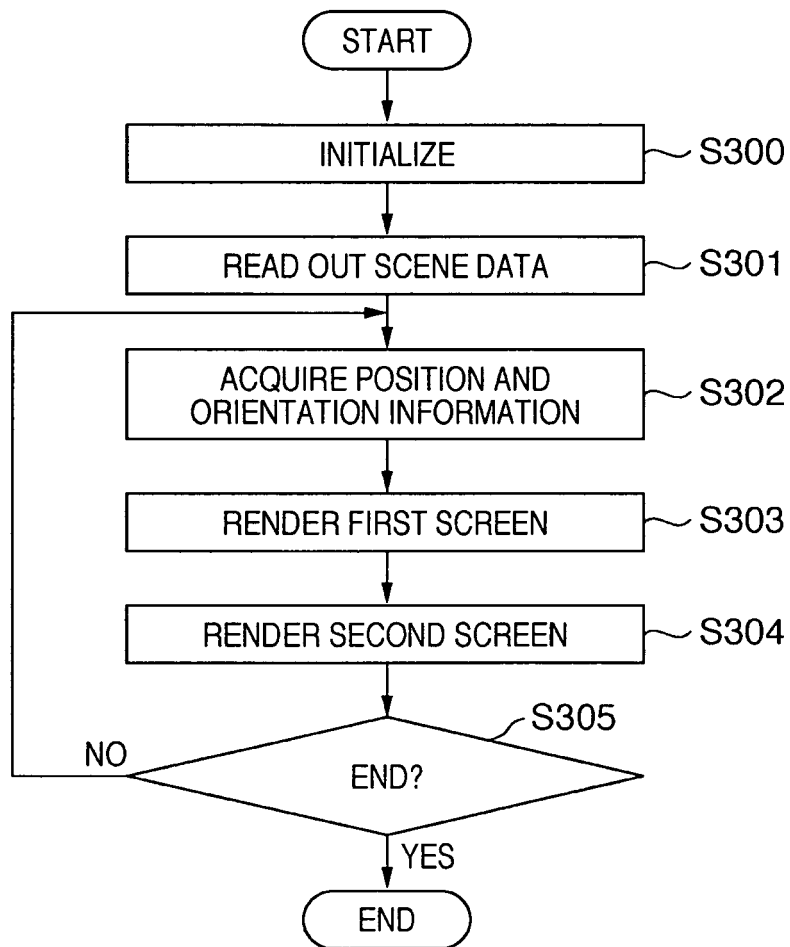 START
INITIALIZE
S300
READ OUT SCENE DATA
S301
ACQUIRE POSITION AND
ORIENTATION INFORMATION
S302
RENDER FIRST SCREEN
S303
RENDER SECOND SCREEN
S304
S305
NO
END?
YES
END